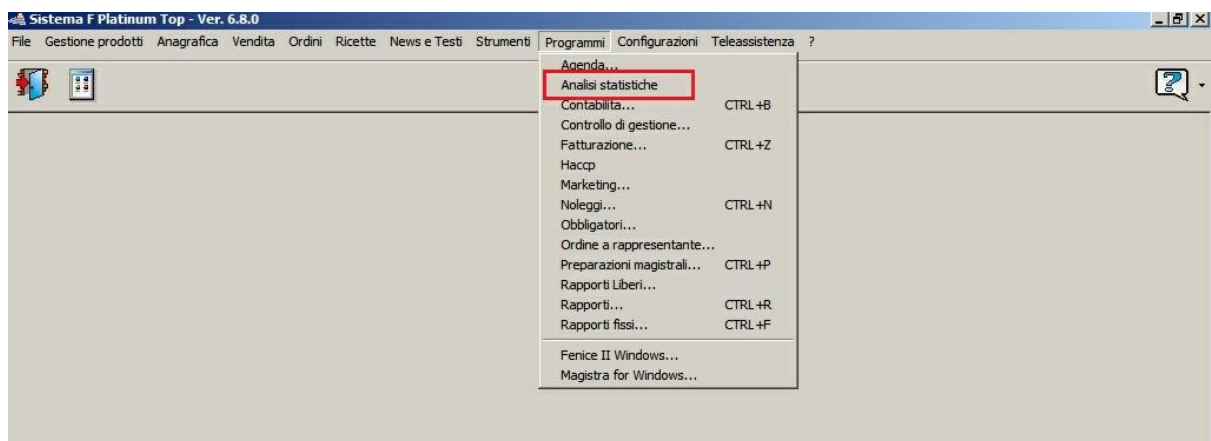 Sistema F Platinum Top - Ver. 6.8.0
File Gestione prodotti Anagrafica Vendita Ordini Ricette News e Testi Strumenti Programmi Configurazioni Teleassistenza ?
Agenda...
Analisi statistiche
Contabilita... CTRL+B
Controllo di gestione...
Fatturazione... CTRL+Z
Haccp
Marketing...
Noleggi... CTRL+N
Obbligatori...
Ordine a rappresentante...
Preparazioni magistrali... CTRL+P
Rapporti Liberi...
Rapporti... CTRL+R
Rapporti fissi... CTRL+F
Fenice II Windows...
Magistra for Windows...